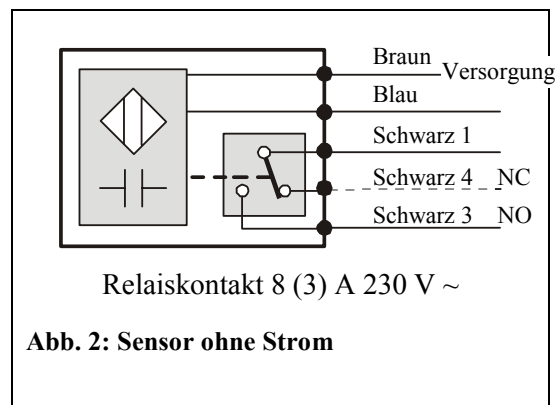 Braun
Versorgung
Blau
Schwarz 1
Schwarz 4 NC
Schwarz 3 NO
Relaiskontakt 8 (3) A 230 V ~
Abb. 2: Sensor ohne Strom